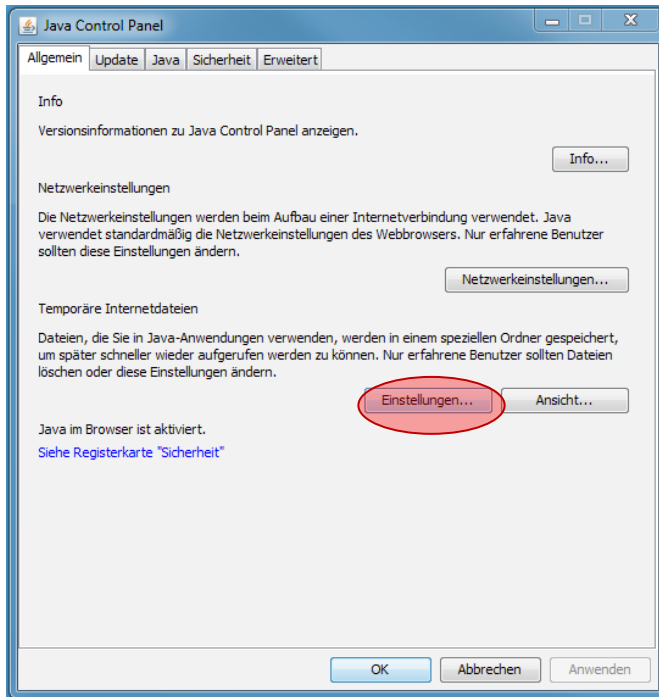 Java Control Panel
Allgemein Update Java Sicherheit Erweitert
Info
Versionsinformationen zu Java Control Panel anzeigen.
Info...
Netzwerkeinstellungen
Die Netzwerkeinstellungen werden beim Aufbau einer Internetverbindung verwendet. Java
verwendet standardmäßig die Netzwerkeinstellungen des Webbrowsers. Nur erfahrene Benutzer
sollten diese Einstellungen ändern.
Netzwerkeinstellungen...
Temporäre Internetdateien
Dateien, die Sie in Java-Anwendungen verwenden, werden in einem speziellen Ordner gespeichert,
um später schneller wieder aufgerufen werden zu können. Nur erfahrene Benutzer sollten Dateien
löschen oder diese Einstellungen ändern.
Einstellungen... Ansicht...
Java im Browser ist aktiviert.
Siehe Registerkarte "Sicherheit"
OK Abbrechen Anwenden